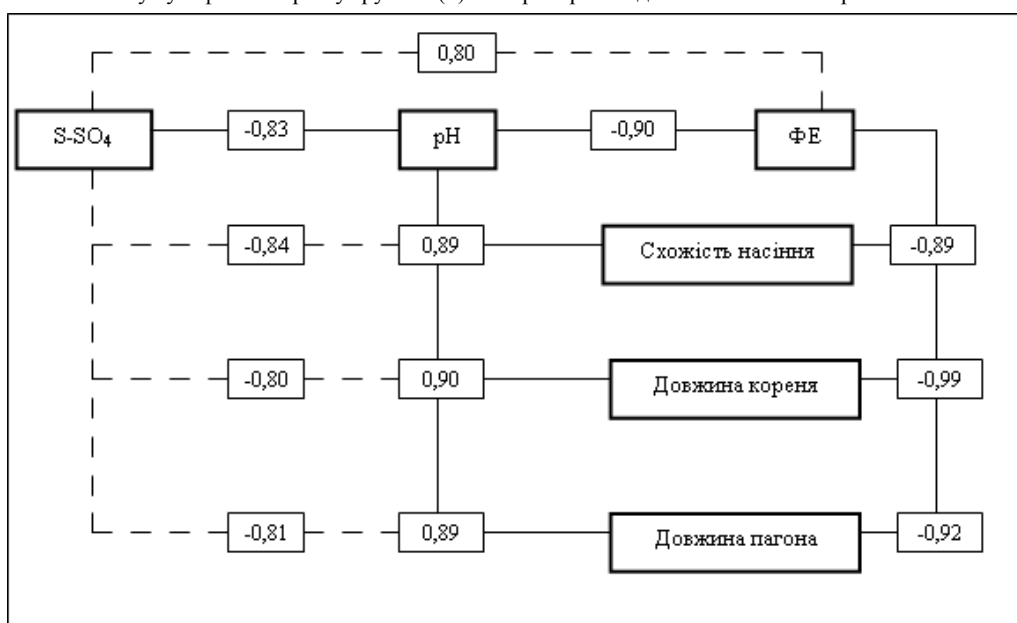 0,80
S-SO₄ -0,83 pH -0,90 ФЕ
-0,84 0,89 Схожість насіння -0,89
-0,80 0,90 Довжина кореня -0,99
-0,81 0,89 Довжина пагона -0,92